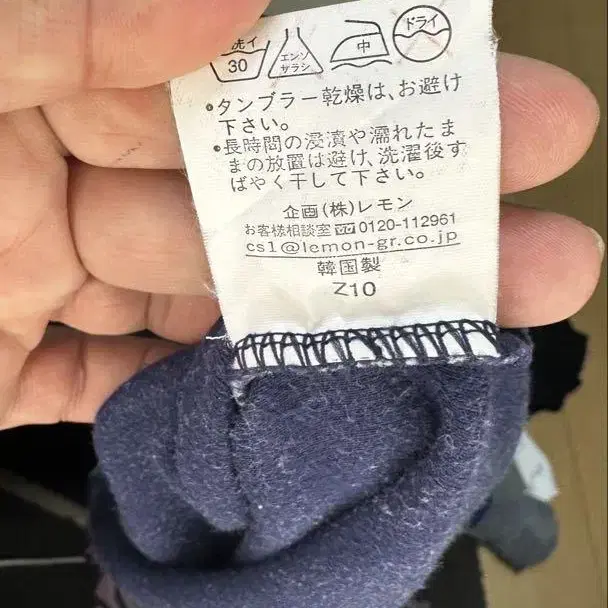 洗イ
30
エンソ
サラシ
中
ドライ
•タンブラー乾燥は、お避け
下さい。
•長時間の浸漬や濡れたま
まの放置は避け、洗濯後す
ばやく干して下さい。
企画(株)レモン
お客様相談室 0120-112961
cs1@lemon-gr.co.jp
韓国製
Z10